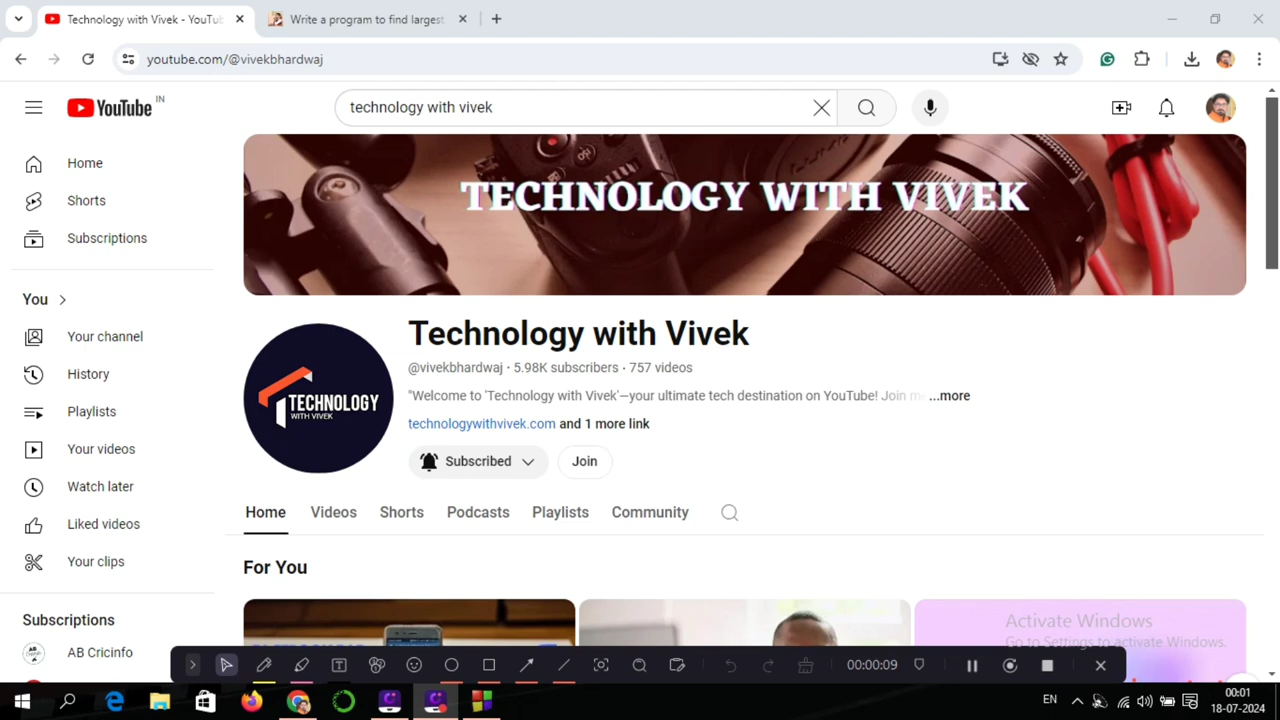 Technology with Vivek - YouTu
Write a program to find largest
youtube.com/@vivekbhardwaj
YouTube IN
technology with vivek
Home
Shorts
Subscriptions
You
Your channel
History
Playlists
Your videos
Watch later
Liked videos
Your clips
Subscriptions
AB Cricinfo
TECHNOLOGY WITH VIVEK
TECHNOLOGY
WITH VIVEK
Technology with Vivek
@vivekbhardwaj · 5.98K subscribers · 757 videos
"Welcome to 'Technology with Vivek'—your ultimate tech destination on YouTube! Join me ...more
technologywithvivek.com and 1 more link
Subscribed
Join
Home Videos Shorts Podcasts Playlists Community
For You
Activate Windows
Go to Settings to activate Windows.
00:00:09
EN
00:01
18-07-2024